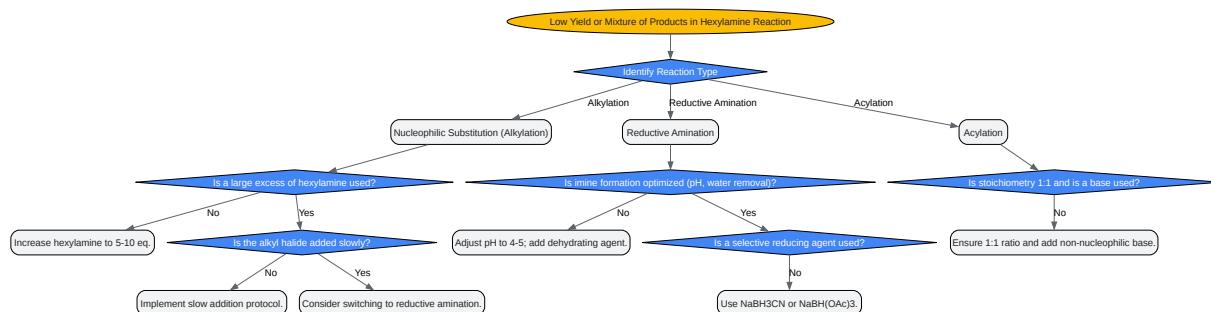 Low Yield or Mixture of Products in Hexylamine Reaction
Identify Reaction Type
Alkylation
Reductive Amination
Acylation
Nucleophilic Substitution (Alkylation)
Reductive Amination
Acylation
Is a large excess of hexylamine used?
Is imine formation optimized (pH, water removal)?
Is stoichiometry 1:1 and is a base used?
No
Yes
No
Yes
No
Increase hexylamine to 5-10 eq.
Is the alkyl halide added slowly?
Adjust pH to 4-5; add dehydrating agent.
Is a selective reducing agent used?
Ensure 1:1 ratio and add non-nucleophilic base.
No
Yes
No
Implement slow addition protocol.
Consider switching to reductive amination.
Use NaBH3CN or NaBH(OAc)3.